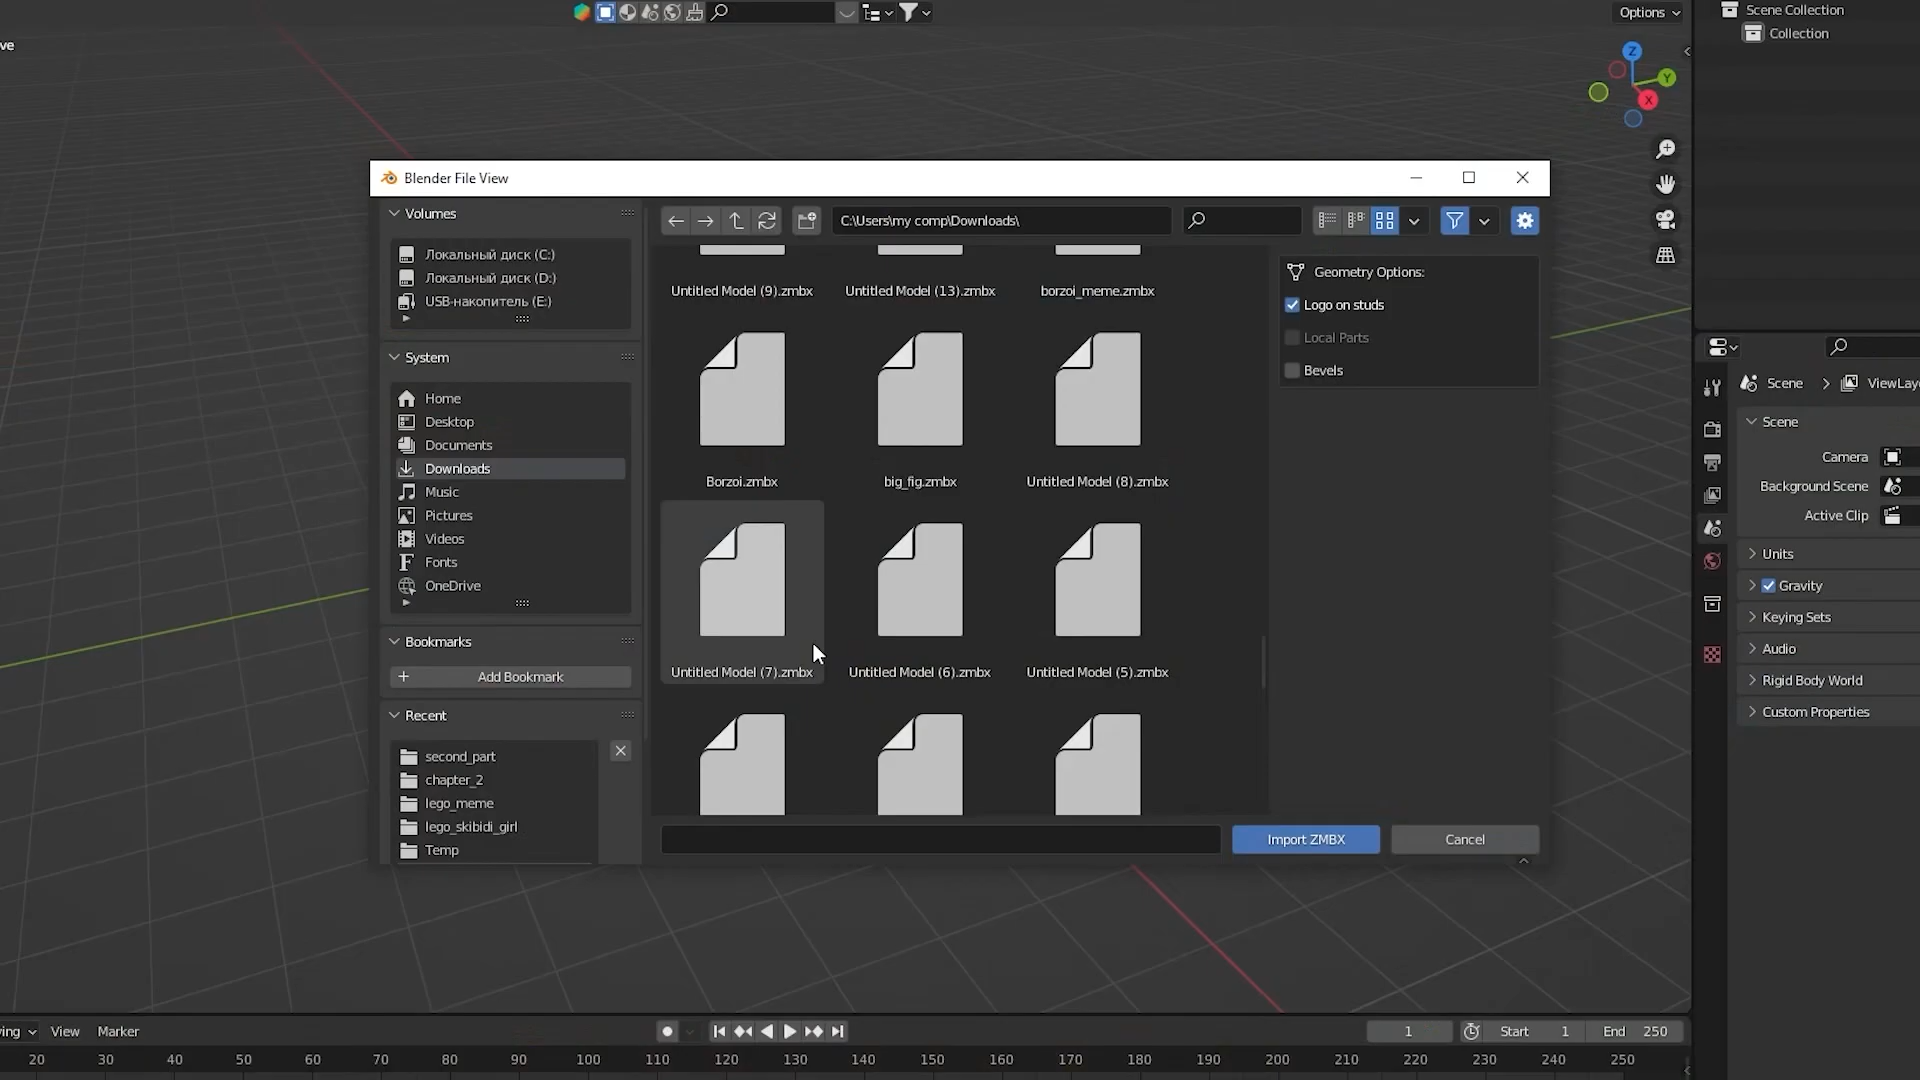 Options
Scene Collection
Collection
ve
Z
Y
X
Blender File View
Volumes
Локальный диск (C:)
Локальный диск (D:)
USB-накопитель (E:)
System
Home
Desktop
Documents
Downloads
Music
Pictures
Videos
Fonts
OneDrive
Bookmarks
Add Bookmark
Recent
second_part
chapter_2
lego_meme
lego_skibidi_girl
Temp
C:\Users\my comp\Downloads\
Untitled Model (9).zmbx
Untitled Model (13).zmbx
borzoi_meme.zmbx
Borzoi.zmbx
big_fig.zmbx
Untitled Model (8).zmbx
Untitled Model (7).zmbx
Untitled Model (6).zmbx
Untitled Model (5).zmbx
Geometry Options:
Logo on studs
Local Parts
Bevels
Import ZMBX
Cancel
Scene
ViewLay
Scene
Camera
Background Scene
Active Clip
Units
Gravity
Keying Sets
Audio
Rigid Body World
Custom Properties
ing View Marker
1 Start 1 End 250
20 30 40 50 60 70 80 90 100 110 120 130 140 150 160 170 180 190 200 210 220 230 240 250